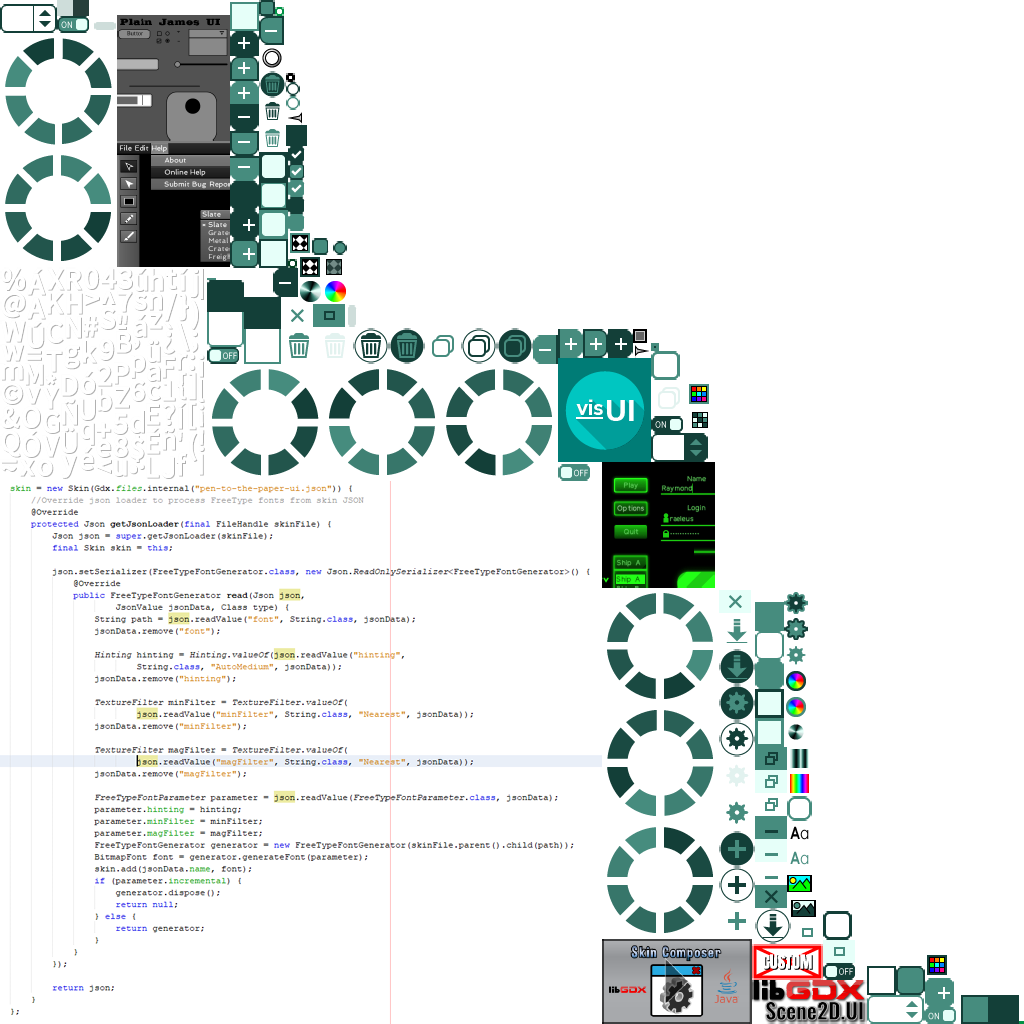 ON
Plain James UI
Button
File Edit Help
About
Online Help
Submit Bug Repo
Slate
Slate
Grate
Metal
Crate
Freigh
OFF
vis UI
ON
OFF
Name
Play
Raymond
Options
Login
raeleus
Quit
Ship A
Ship A
skin = new Skin(Gdx.files.internal("pen-to-the-paper-ui.json")) {
//Override json loader to process FreeType fonts from skin JSON
@Override
protected Json getJsonLoader(final FileHandle skinFile) {
Json json = super.getJsonLoader(skinFile);
final Skin skin = this;
json.setSerializer(FreeTypeFontGenerator.class, new Json.ReadOnlySerializer<FreeTypeFontGenerator>() {
@Override
public FreeTypeFontGenerator read(Json json,
JsonValue jsonData, Class type) {
String path = json.readValue("font", String.class, jsonData);
jsonData.remove("font");
Hinting hinting = Hinting.valueOf(json.readValue("hinting",
String.class, "AutoMedium", jsonData));
jsonData.remove("hinting");
TextureFilter minFilter = TextureFilter.valueOf(
json.readValue("minFilter", String.class, "Nearest", jsonData));
jsonData.remove("minFilter");
TextureFilter magFilter = TextureFilter.valueOf(
json.readValue("magFilter", String.class, "Nearest", jsonData));
jsonData.remove("magFilter");
FreeTypeFontParameter parameter = json.readValue(FreeTypeFontParameter.class, jsonData);
parameter.hinting = hinting;
parameter.minFilter = minFilter;
parameter.magFilter = magFilter;
FreeTypeFontGenerator generator = new FreeTypeFontGenerator(skinFile.parent().child(path));
BitmapFont font = generator.generateFont(parameter);
skin.add(jsonData.name, font);
if (parameter.incremental) {
generator.dispose();
return null;
} else {
return generator;
}
}
});
return json;
}
};
Aa
Aa
Skin Composer
libGDX
Java
CUSTOM
OFF
libGDX
Scene2D.UI
ON